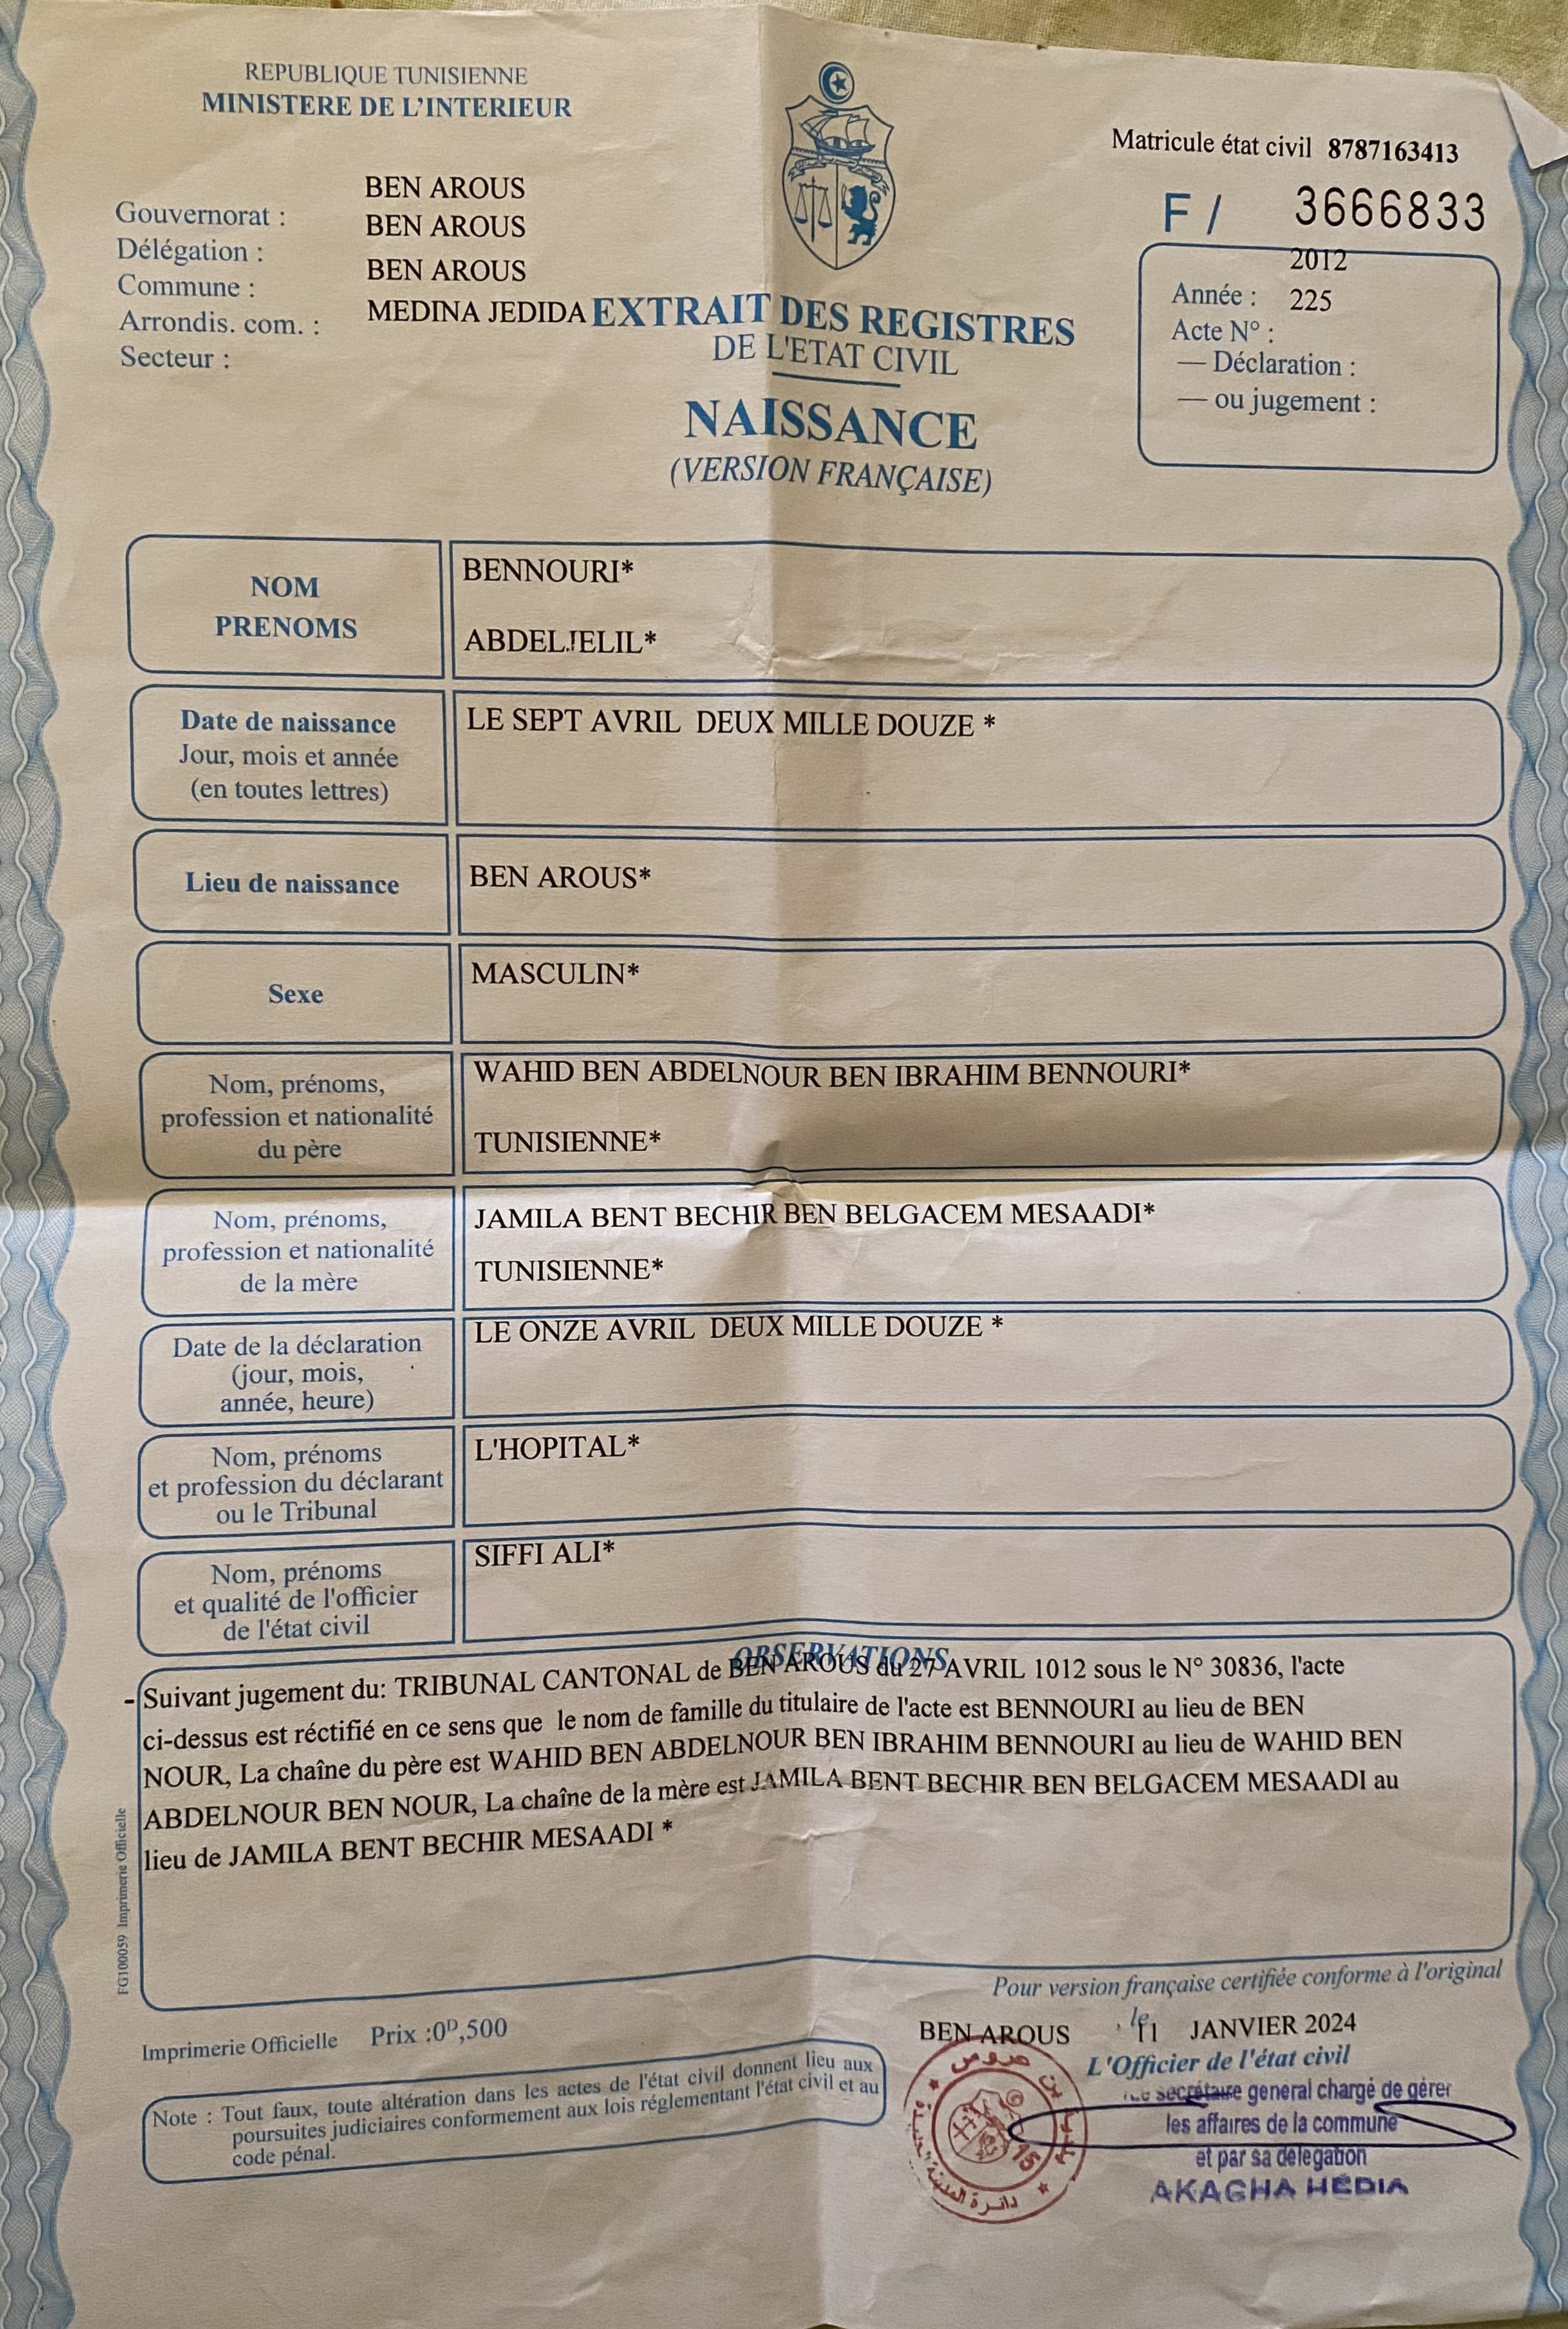 REPUBLIQUE TUNISIENNE
MINISTERE DE L'INTERIEUR
Matricule état civil 8787163413
F / 3666833
Gouvernorat : BEN AROUS
Délégation : BEN AROUS
Commune : BEN AROUS
Arrondis. com. : MEDINA JEDIDA
Secteur :
2012
Année : 225
Acte N° :
— Déclaration :
— ou jugement :
EXTRAIT DES REGISTRES
DE L'ETAT CIVIL
NAISSANCE
(VERSION FRANÇAISE)
NOM
PRENOMS
BENNOURI*
ABDELJELIL*
Date de naissance
Jour, mois et année
(en toutes lettres)
LE SEPT AVRIL DEUX MILLE DOUZE *
Lieu de naissance
BEN AROUS*
Sexe
MASCULIN*
Nom, prénoms,
profession et nationalité
du père
WAHID BEN ABDELNOUR BEN IBRAHIM BENNOURI*
TUNISIENNE*
Nom, prénoms,
profession et nationalité
de la mère
JAMILA BENT BECHIR BEN BELGACEM MESAADI*
TUNISIENNE*
Date de la déclaration
(jour, mois,
année, heure)
LE ONZE AVRIL DEUX MILLE DOUZE *
Nom, prénoms
et profession du déclarant
ou le Tribunal
L'HOPITAL*
Nom, prénoms
et qualité de l'officier
de l'état civil
SIFFI ALI*
OBSERVATIONS
- Suivant jugement du: TRIBUNAL CANTONAL de BEN AROUS du 27 AVRIL 1012 sous le N° 30836, l'acte
ci-dessus est réctifié en ce sens que le nom de famille du titulaire de l'acte est BENNOURI au lieu de BEN
NOUR, La chaîne du père est WAHID BEN ABDELNOUR BEN IBRAHIM BENNOURI au lieu de WAHID BEN
ABDELNOUR BEN NOUR, La chaîne de la mère est JAMILA BENT BECHIR BEN BELGACEM MESAADI au
lieu de JAMILA BENT BECHIR MESAADI *
FG100059 Imprimerie Officielle
Pour version française certifiée conforme à l'original
Imprimerie Officielle Prix :0ᴰ,500
BEN AROUS le 11 JANVIER 2024
L'Officier de l'état civil
Le secrétaire general chargé de gérer
les affaires de la commune
et par sa délégation
AKAGHA HÉDIA
Note : Tout faux, toute altération dans les actes de l'état civil donnent lieu aux
poursuites judiciaires conformement aux lois réglementant l'état civil et au
code pénal.
15